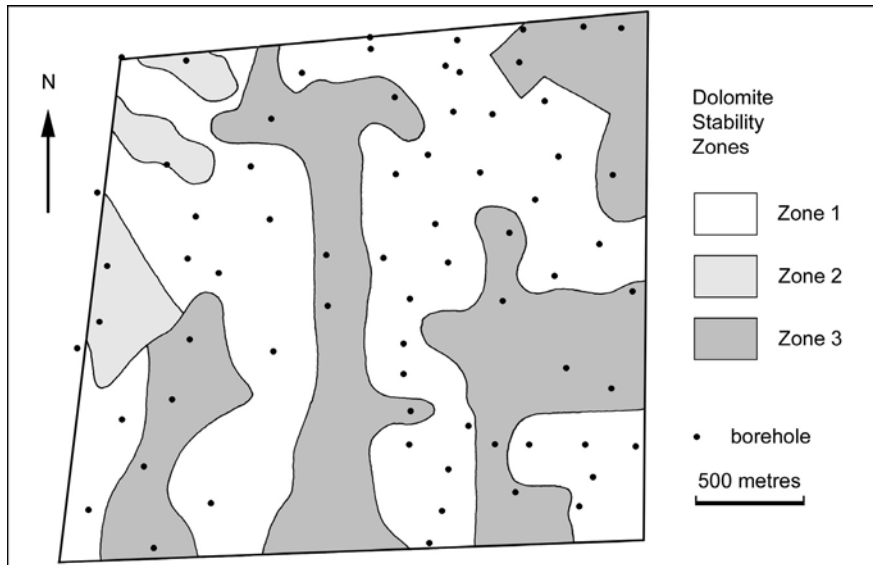 N
Dolomite
Stability
Zones
Zone 1
Zone 2
Zone 3
borehole
500 metres